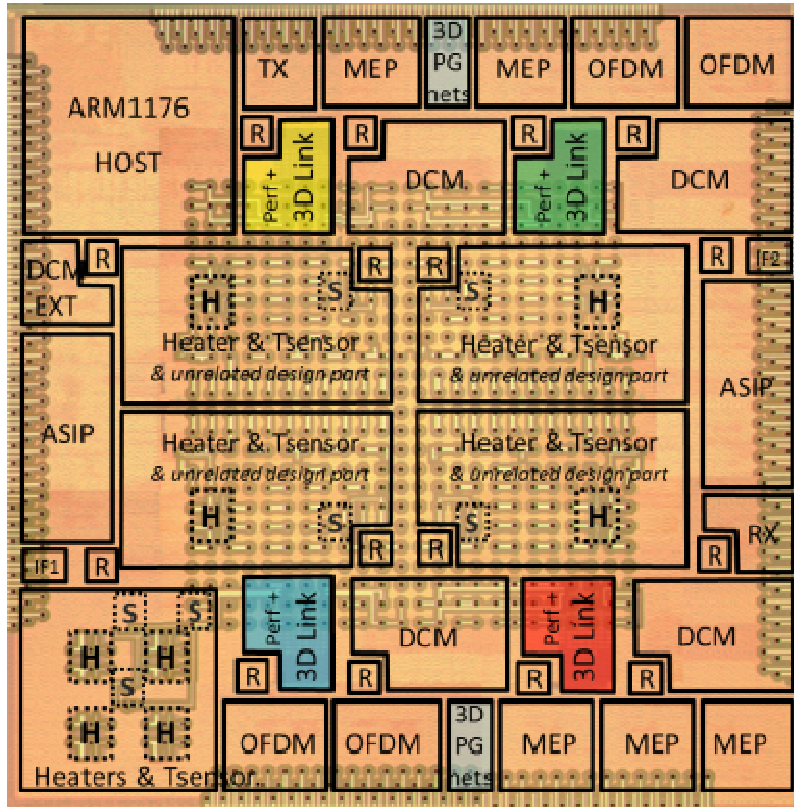 ARM1176
HOST
TX
MEP
3D
PG
nets
MEP
OFDM
OFDM
R
Perf +
3D Link
R
DCM
R
Perf +
3D Link
R
DCM
DCM
EXT
R
R
R
R
IF2
H
S
Heater & Tsensor
& unrelated design part
S
H
Heater & Tsensor
& unrelated design part
ASIP
ASIP
Heater & Tsensor
& unrelated design part
H
S
R
Heater & Tsensor
& unrelated design part
S
H
R
RX
R
IF1
R
S
S
H
H
S
H
H
Heaters & Tsensor
Perf +
3D Link
R
DCM
R
Perf +
3D Link
R
DCM
R
OFDM
OFDM
3D
PG
nets
MEP
MEP
MEP